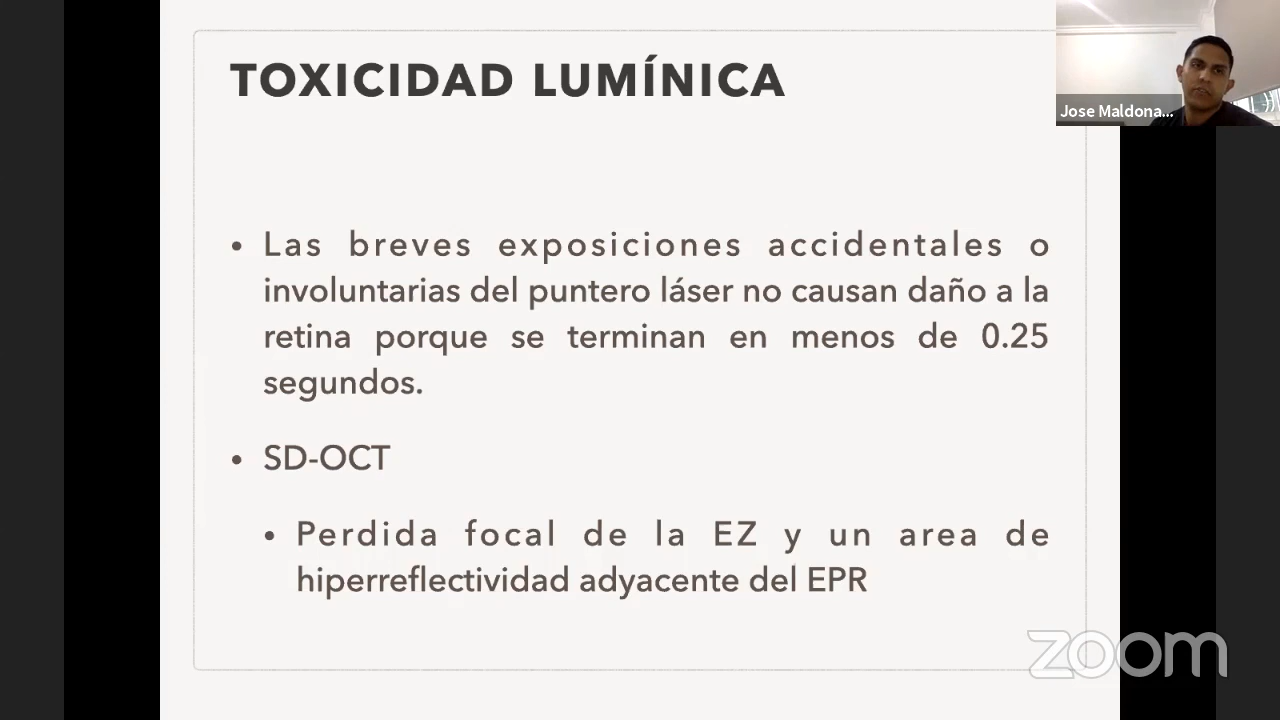 TOXICIDAD LUMÍNICA
Jose Maldona...
• Las breves exposiciones accidentales o
involuntarias del puntero láser no causan daño a la
retina porque se terminan en menos de 0.25
segundos.
• SD-OCT
• Perdida focal de la EZ y un area de
hiperreflectividad adyacente del EPR
zoom